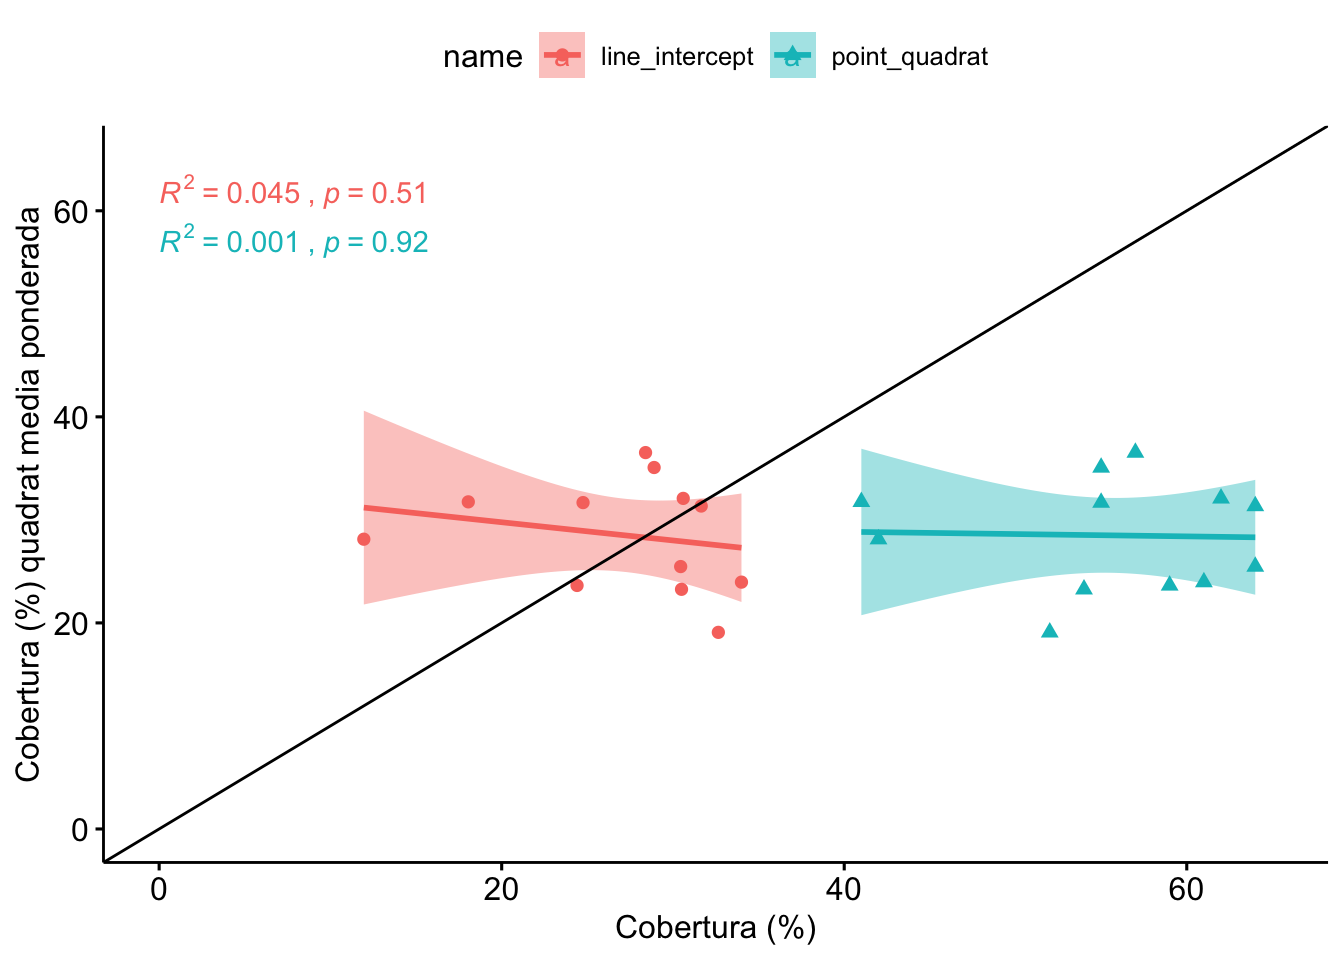 name a line_intercept a point_quadrat
R² = 0.045 , p = 0.51
R² = 0.001 , p = 0.92
60
40
20
0
Cobertura (%) quadrat media ponderada
0 20 40 60
Cobertura (%)